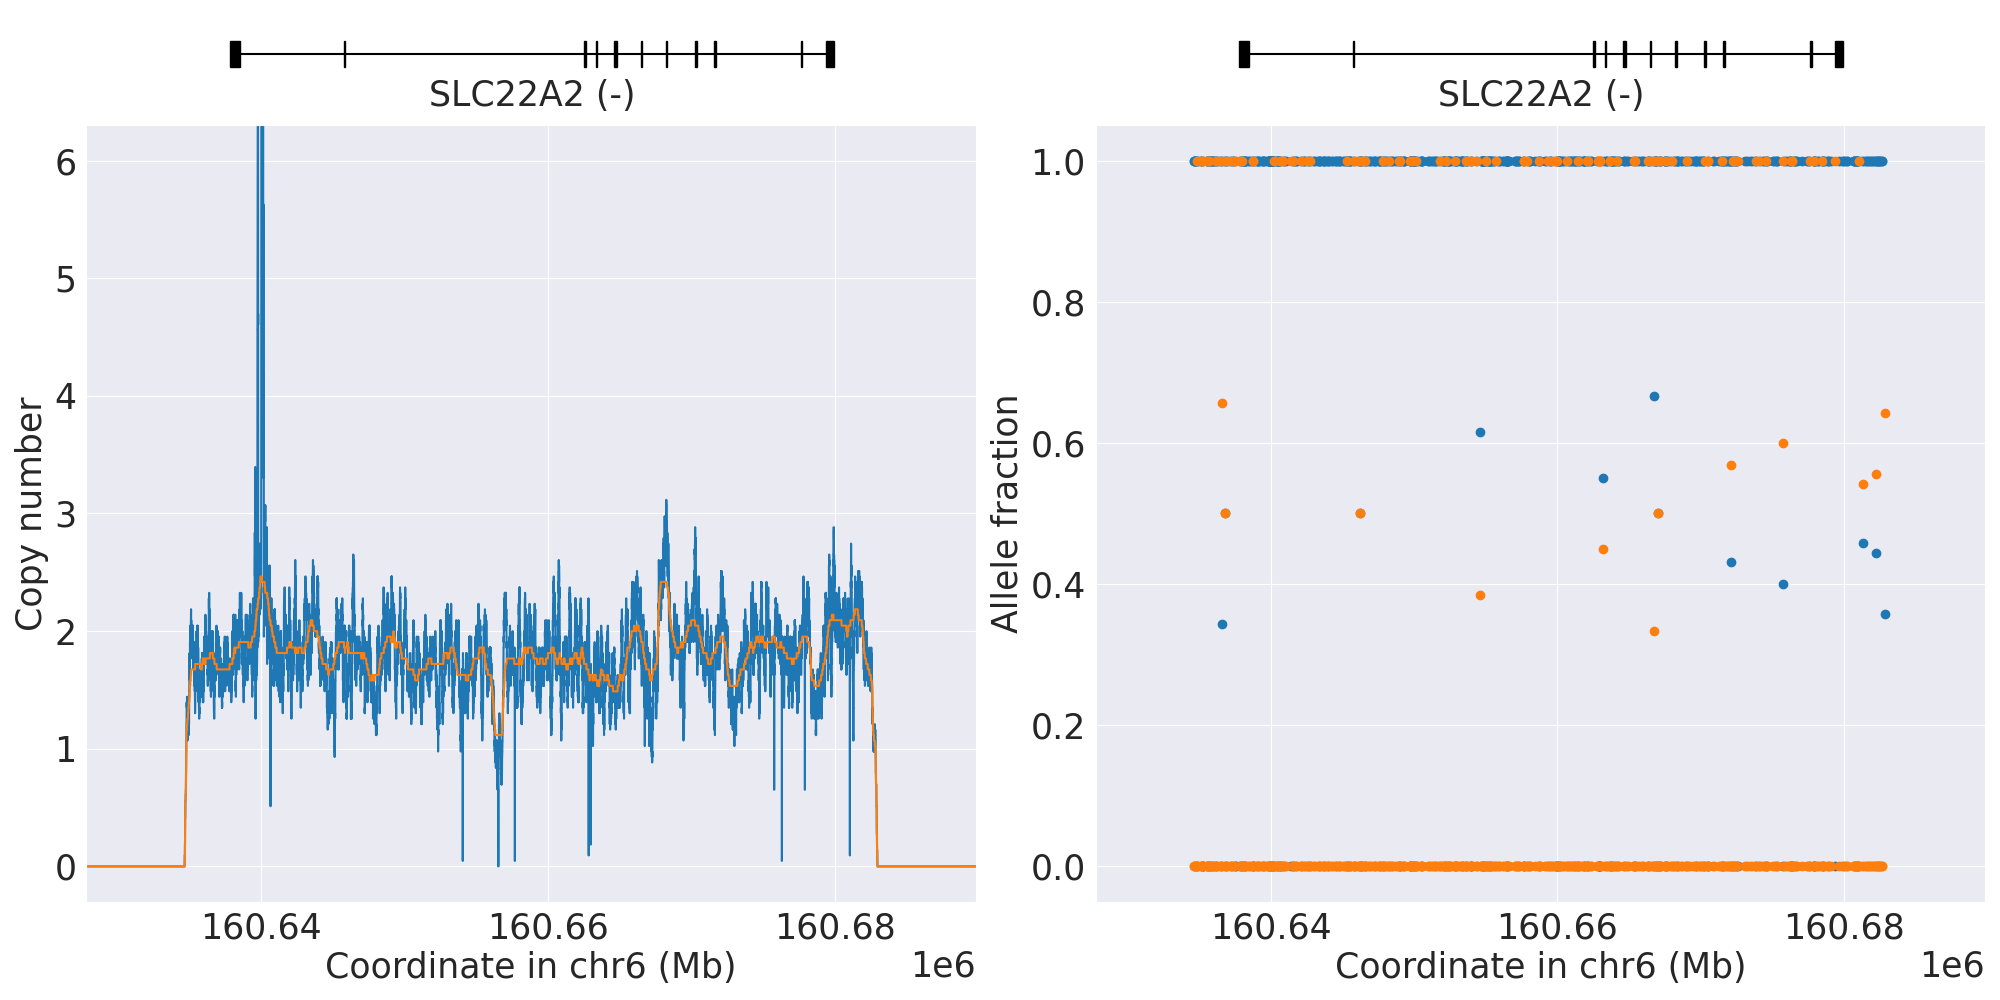 SLC22A2 (-)
6
5
4
3
2
1
0
Copy number
160.64
160.66
160.68
Coordinate in chr6 (Mb)
1e6
SLC22A2 (-)
1.0
0.8
0.6
0.4
0.2
0.0
Allele fraction
160.64
160.66
160.68
Coordinate in chr6 (Mb)
1e6